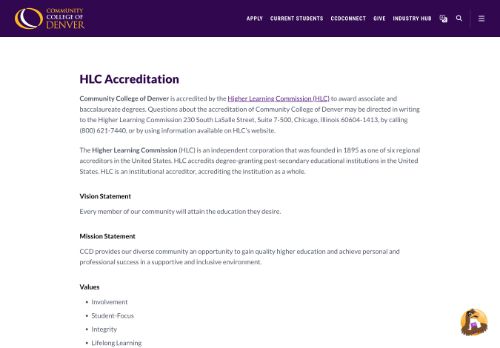 COMMUNITY
COLLEGE OF
DENVER
APPLY CURRENT STUDENTS CCDCONNECT GIVE INDUSTRY HUB
HLC Accreditation
Community College of Denver is accredited by the Higher Learning Commission (HLC) to award associate and
baccalaureate degrees. Questions about the accreditation of Community College of Denver may be directed in writing
to the Higher Learning Commission 230 South LaSalle Street, Suite 7-500, Chicago, Illinois 60604-1413, by calling
(800) 621-7440, or by using information available on HLC's website.
The Higher Learning Commission (HLC) is an independent corporation that was founded in 1895 as one of six regional
accreditors in the United States. HLC accredits degree-granting post-secondary educational institutions in the United
States. HLC is an institutional accreditor, accrediting the institution as a whole.
Vision Statement
Every member of our community will attain the education they desire.
Mission Statement
CCD provides our diverse community an opportunity to gain quality higher education and achieve personal and
professional success in a supportive and inclusive environment.
Values
• Involvement
• Student-Focus
• Integrity
• Lifelong Learning